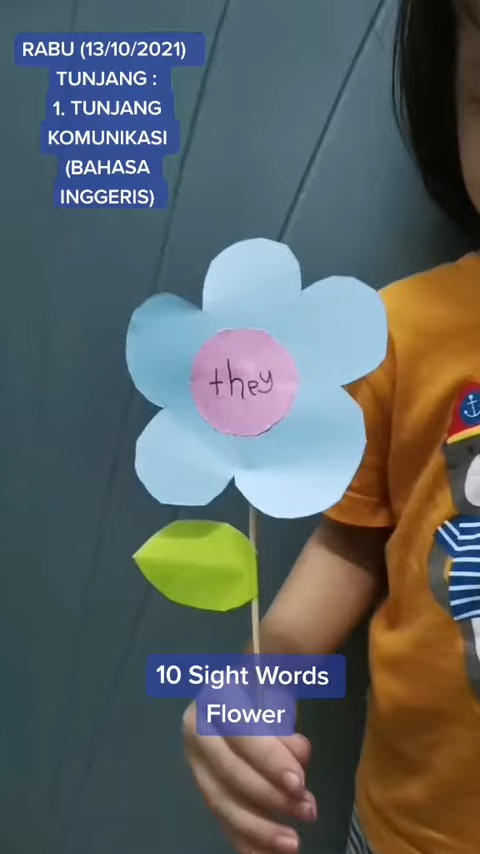 RABU (13/10/2021)
TUNJANG :
1. TUNJANG
KOMUNIKASI
(BAHASA
INGGERIS)
they
10 Sight Words
Flower